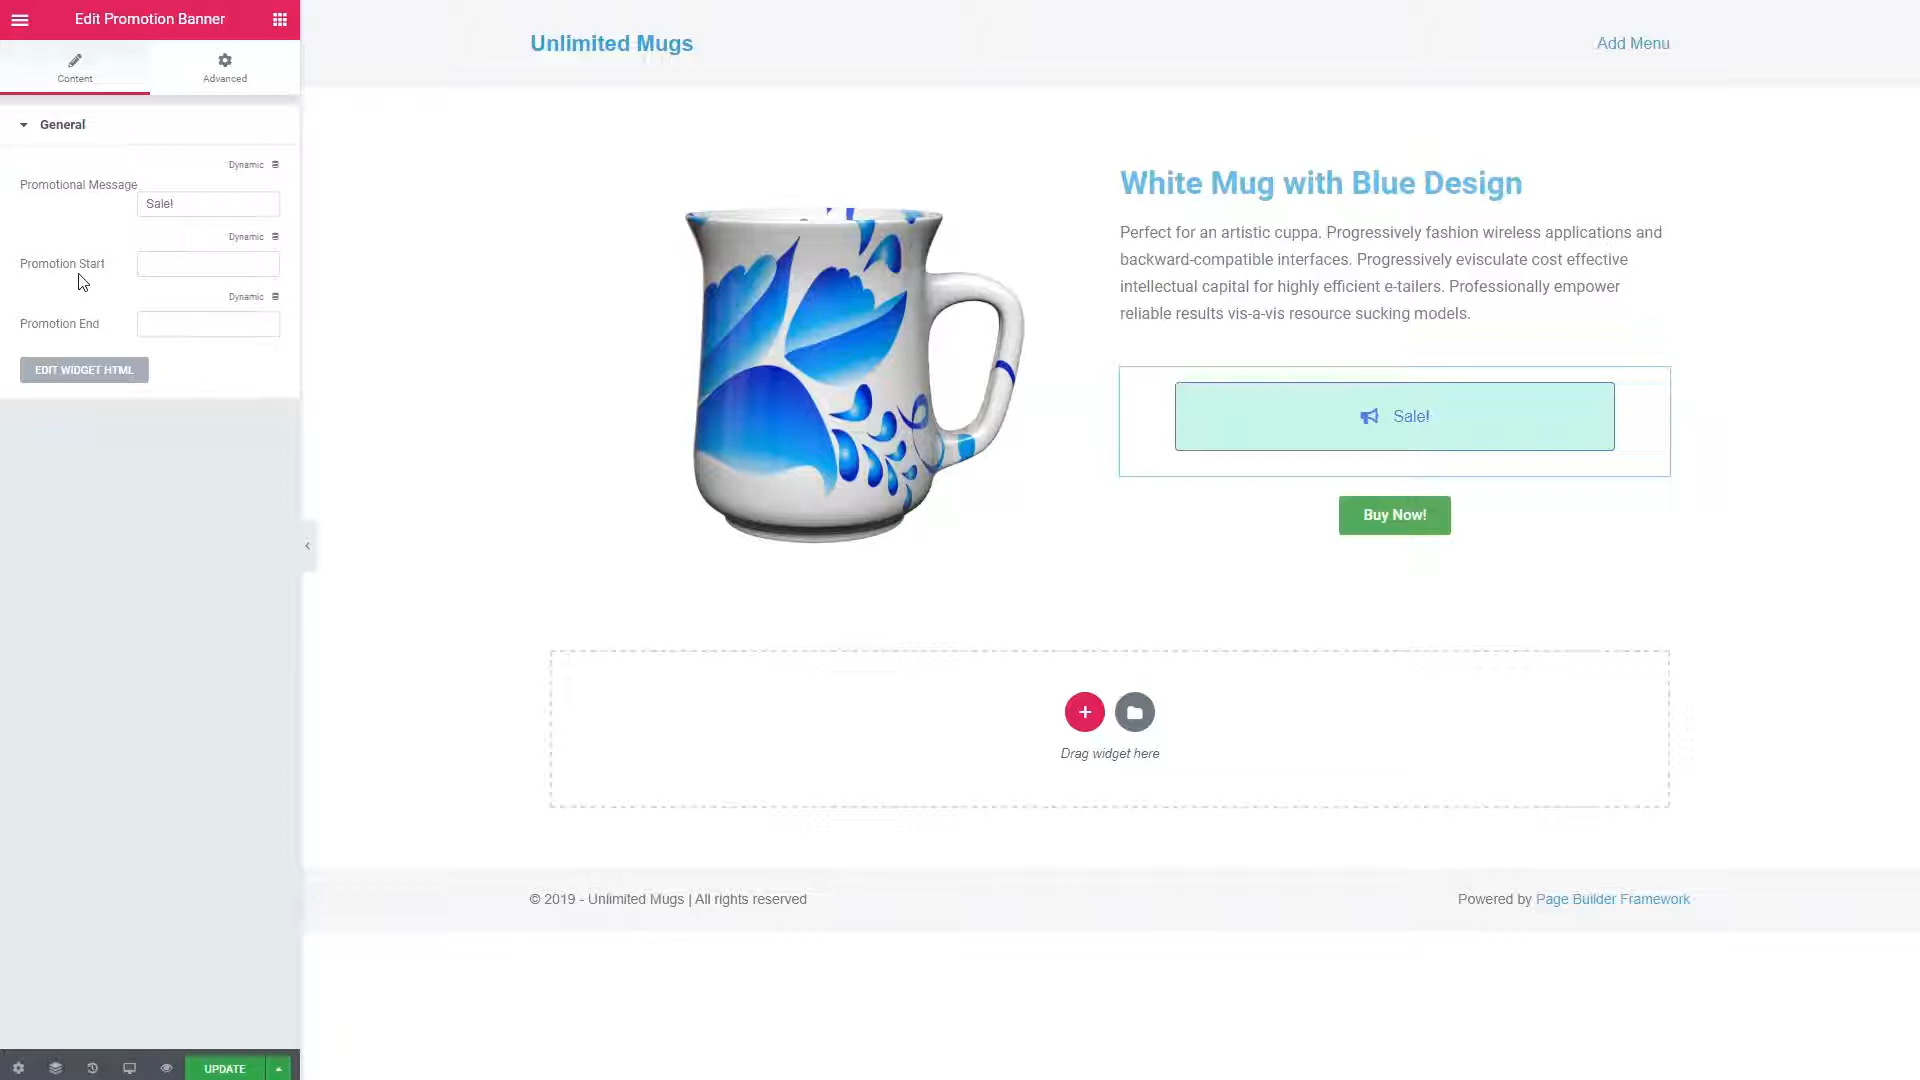 Edit Promotion Banner
Content
Advanced
General
Dynamic
Promotional Message
Sale!
Dynamic
Promotion Start
Dynamic
Promotion End
EDIT WIDGET HTML
UPDATE
Unlimited Mugs
Add Menu
White Mug with Blue Design
Perfect for an artistic cuppa. Progressively fashion wireless applications and
backward-compatible interfaces. Progressively evisculate cost effective
intellectual capital for highly efficient e-tailers. Professionally empower
reliable results vis-a-vis resource sucking models.
Sale!
Buy Now!
Drag widget here
© 2019 - Unlimited Mugs | All rights reserved
Powered by Page Builder Framework